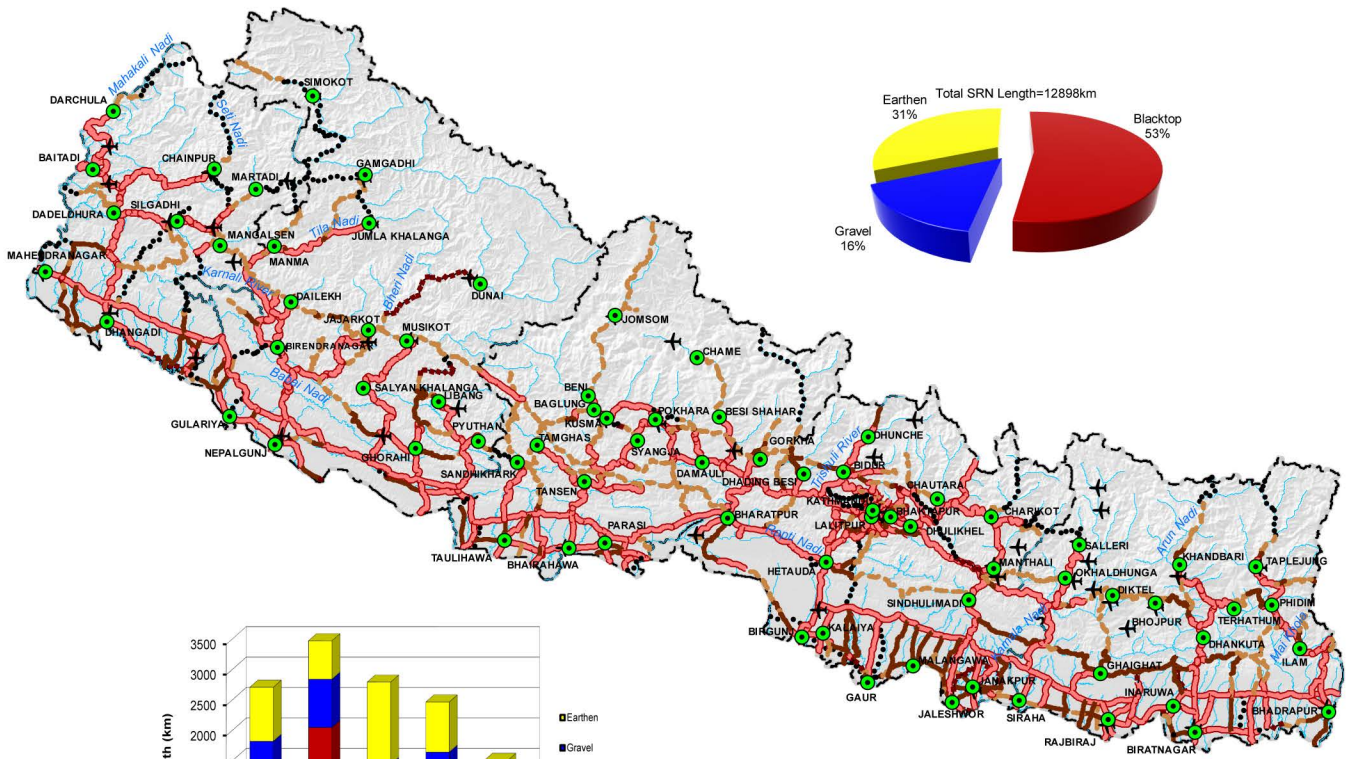 Total SRN Length=12898km
Earthen
31%
Blacktop
53%
Gravel
16%
Mahakali Nadi
DARCHULA
SIMOKOT
Seti Nadi
BAITADI
CHAINPUR
MARTADI
GAMGADHI
DADELDHURA
SILGADHI
Tila Nadi
JUMLA KHALANGA
MANGALSEN
MANMA
MAHENDRANAGAR
Karnali River
Bheri Nadi
DUNAI
DAILEKH
DHANGADI
JAJARKOT
MUSIKOT
JOMSOM
BIRENDRANAGAR
CHAME
Babai Nadi
SALYAN KHALANGA
LIBANG
BENI
BAGLUNG
KUSMA
POKHARA
BESI SHAHAR
GULARIYA
PYUTHAN
TAMGHAS
SYANGJA
GORKHA
Trisuli River
DHUNCHE
NEPALGUNJ
GHORAHI
SANDHIKHARK
DAMAULI
DHADING BESI
BIDUR
TANSEN
CHAUTARA
KATHMANDU
BHARATPUR
LALITPUR
BHAKTAPUR
CHARIKOT
Arun Nadi
PARASI
DHULIKHEL
TAULIHAWA
BHAIRAHAWA
SALLERI
HETAUDA
MANTHALI
KHANDBARI
TAPLEJUNG
OKHALDHUNGA
SINDHULIMADI
DIKTEL
BHOJPUR
TERHATHUM
PHIDIM
Mai Khola
BIRGUNJ
KALAIYA
DHANKUTA
ILAM
GAUR
MALANGAWA
JANAKPUR
GHAIGHAT
INARUWA
BHADRAPUR
JALESHWOR
SIRAHA
RAJBIRAJ
BIRATNAGAR
3500
3000
2500
2000
Earthen
Gravel